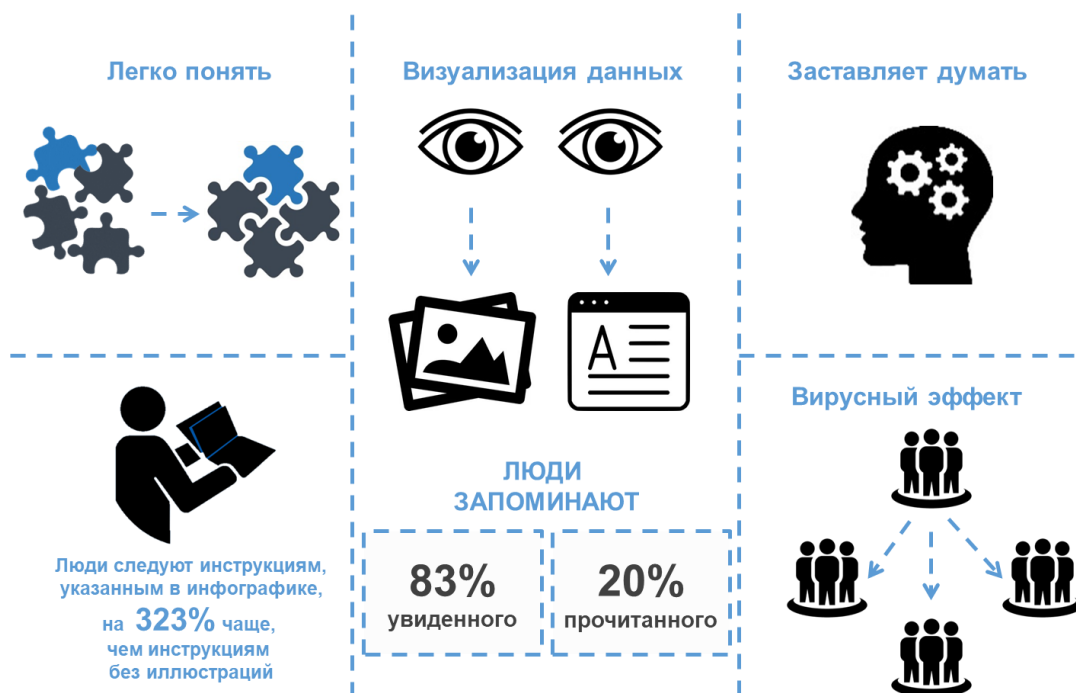 Легко понять
Люди следуют инструкциям,
указанным в инфографике,
на 323% чаще,
чем инструкциям
без иллюстраций
Визуализация данных
A
ЛЮДИ
ЗАПОМИНАЮТ
83%
увиденного
20%
прочитанного
Заставляет думать
Вирусный эффект